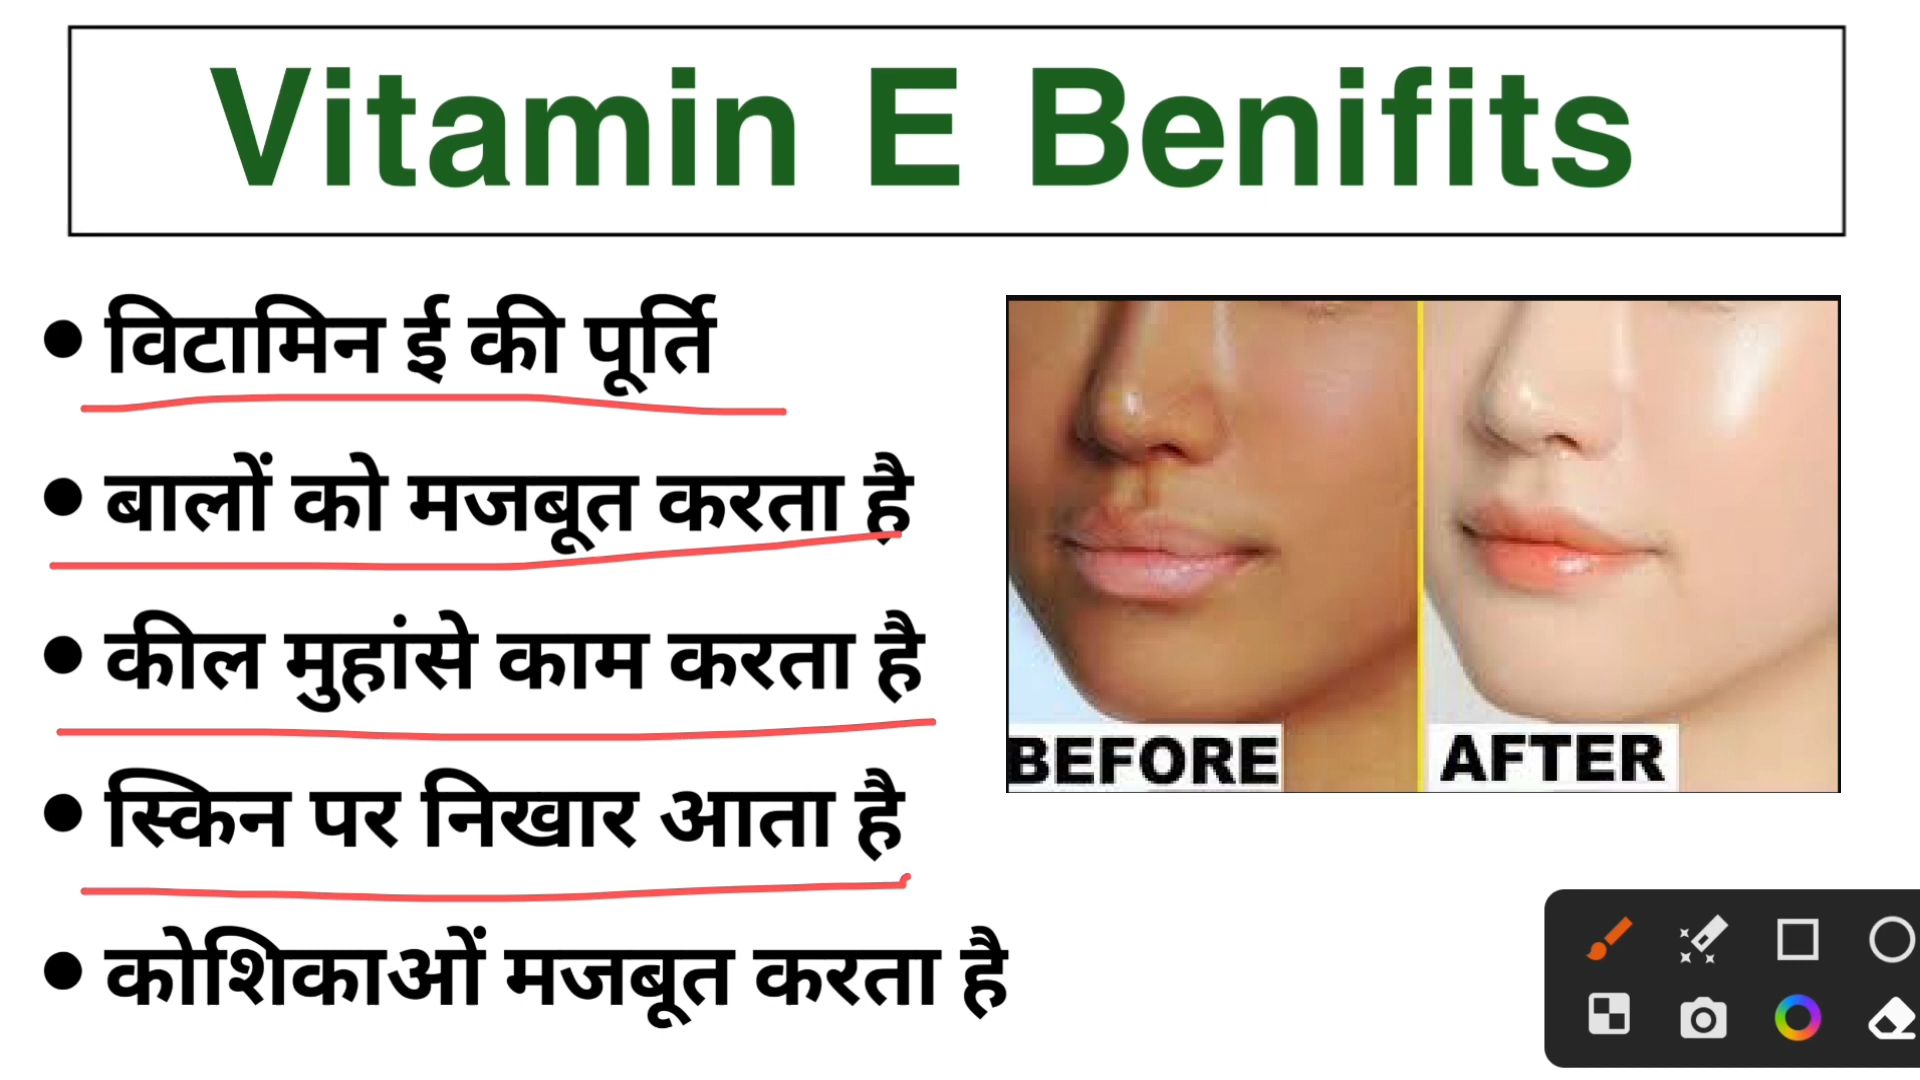 Vitamin E Benifits
• विटामिन ई की पूर्ति
• बालों को मजबूत करता है
• कील मुहांसे काम करता है
• स्किन पर निखार आता है
• कोशिकाओं मजबूत करता है
BEFORE
AFTER